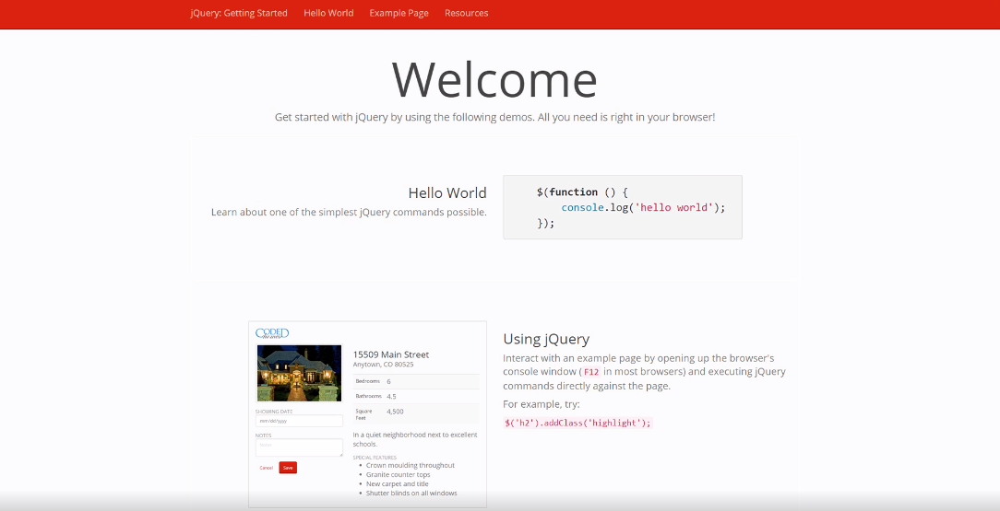 jQuery: Getting Started Hello World Example Page Resources
Welcome
Get started with jQuery by using the following demos. All you need is right in your browser!
Hello World
Learn about one of the simplest jQuery commands possible.
$(function () {
console.log('hello world');
});
CODED
Homes
15509 Main Street
Anytown, CO 80525
Bedrooms 6
Bathrooms 4.5
Square
Feet 4,500
In a quiet neighborhood next to excellent
schools.
SPECIAL FEATURES
• Crown moulding throughout
• Granite counter tops
• New carpet and title
• Shutter blinds on all windows
SHOWING DATE
mm/dd/yyyy
NOTES
Notes
Cancel Save
Using jQuery
Interact with an example page by opening up the browser's
console window (F12 in most browsers) and executing jQuery
commands directly against the page.
For example, try:
$('h2').addClass('highlight');